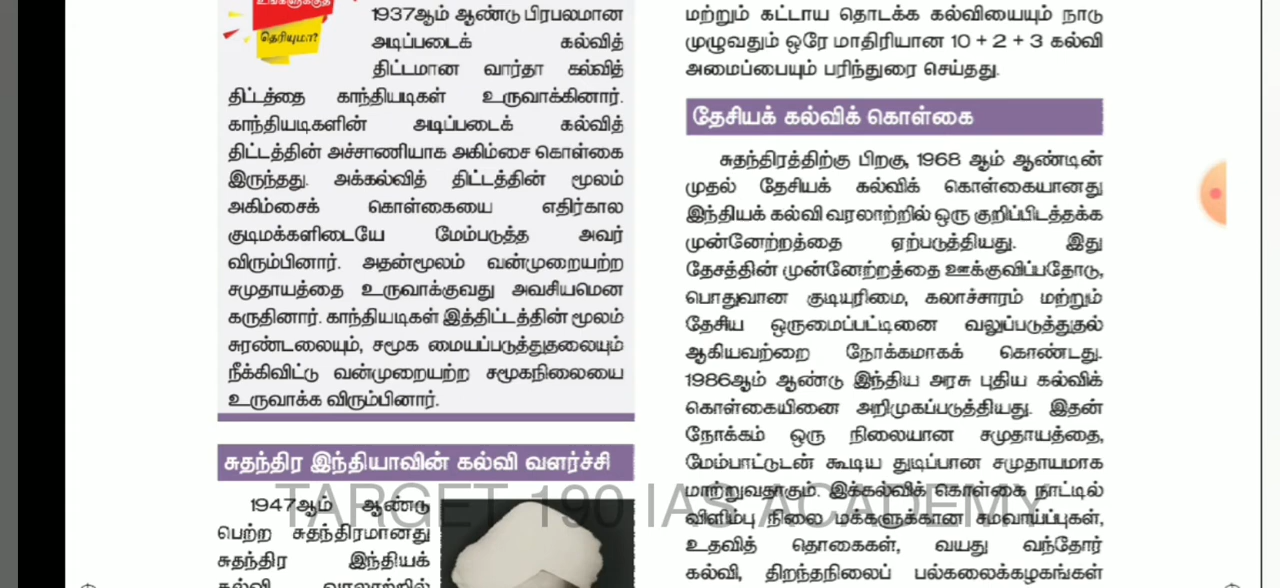 உங்களுக்குத்
தெரியுமா?
1937ஆம் ஆண்டு பிரபலமான
அடிப்படைக் கல்வித்
திட்டமான வார்தா கல்வித்
திட்டத்தை காந்தியடிகள் உருவாக்கினார்.
காந்தியடிகளின் அடிப்படைக் கல்வித்
திட்டத்தின் அச்சாணியாக அகிம்சை கொள்கை
இருந்தது. அக்கல்வித் திட்டத்தின் மூலம்
அகிம்சைக் கொள்கையை எதிர்கால
குடிமக்களிடையே மேம்படுத்த அவர்
விரும்பினார். அதன்மூலம் வன்முறையற்ற
சமுதாயத்தை உருவாக்குவது அவசியமென
கருதினார். காந்தியடிகள் இத்திட்டத்தின் மூலம்
சுரண்டலையும், சமூக மையப்படுத்துதலையும்
நீக்கிவிட்டு வன்முறையற்ற சமூகநிலையை
உருவாக்க விரும்பினார்.
சுதந்திர இந்தியாவின் கல்வி வளர்ச்சி
1947ஆம் ஆண்டு
பெற்ற சுதந்திரமானது
சுதந்திர இந்தியக்
கல்வி வரலாற்றில்
மற்றும் கட்டாய தொடக்க கல்வியையும் நாடு
முழுவதும் ஒரே மாதிரியான 10 + 2 + 3 கல்வி
அமைப்பையும் பரிந்துரை செய்தது.
தேசியக் கல்விக் கொள்கை
சுதந்திரத்திற்கு பிறகு, 1968 ஆம் ஆண்டின்
முதல் தேசியக் கல்விக் கொள்கையானது
இந்தியக் கல்வி வரலாற்றில் ஒரு குறிப்பிடத்தக்க
முன்னேற்றத்தை ஏற்படுத்தியது. இது
தேசத்தின் முன்னேற்றத்தை ஊக்குவிப்பதோடு,
பொதுவான குடியுரிமை, கலாச்சாரம் மற்றும்
தேசிய ஒருமைப்பட்டினை வலுப்படுத்துதல்
ஆகியவற்றை நோக்கமாகக் கொண்டது.
1986ஆம் ஆண்டு இந்திய அரசு புதிய கல்விக்
கொள்கையினை அறிமுகப்படுத்தியது. இதன்
நோக்கம் ஒரு நிலையான சமுதாயத்தை,
மேம்பாட்டுடன் கூடிய துடிப்பான சமுதாயமாக
மாற்றுவதாகும். இக்கல்விக் கொள்கை நாட்டில்
விளிம்பு நிலை மக்களுக்கான சமவாய்ப்புகள்,
உதவித் தொகைகள், வயது வந்தோர்
கல்வி, திறந்தநிலைப் பல்கலைக்கழகங்கள்
TARGET 190 IAS ACADEMY